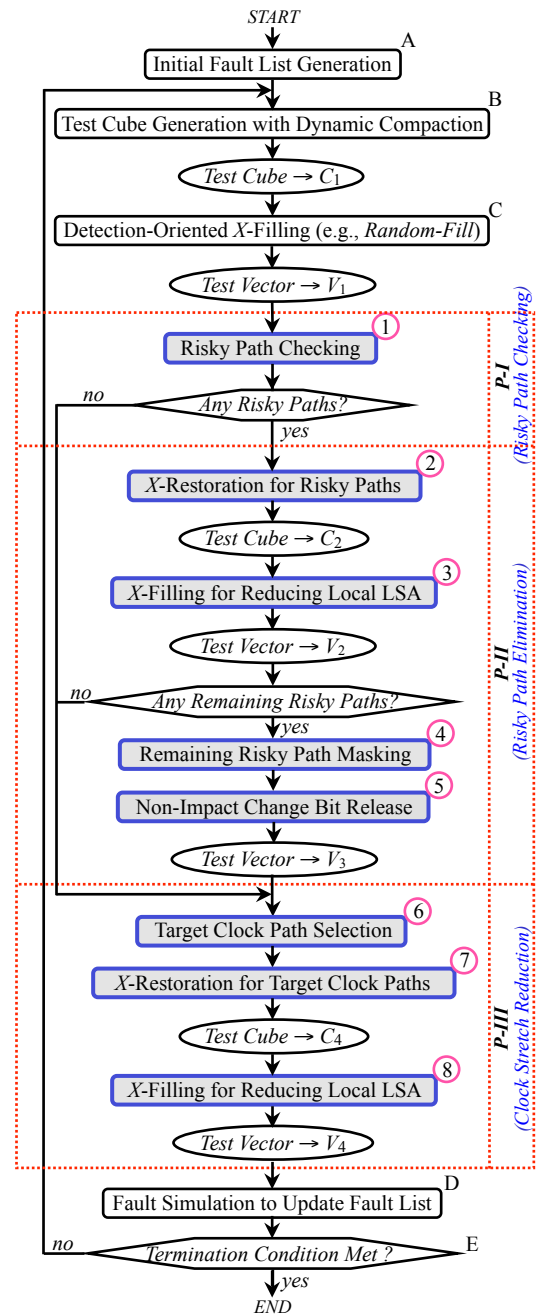 START
A
Initial Fault List Generation
B
Test Cube Generation with Dynamic Compaction
Test Cube → C1
C
Detection-Oriented X-Filling (e.g., Random-Fill)
Test Vector → V1
1
Risky Path Checking
no
Any Risky Paths?
yes
P-I
(Risky Path Checking)
2
X-Restoration for Risky Paths
Test Cube → C2
3
X-Filling for Reducing Local LSA
Test Vector → V2
no
Any Remaining Risky Paths?
yes
4
Remaining Risky Path Masking
5
Non-Impact Change Bit Release
Test Vector → V3
P-II
(Risky Path Elimination)
6
Target Clock Path Selection
7
X-Restoration for Target Clock Paths
Test Cube → C4
8
X-Filling for Reducing Local LSA
Test Vector → V4
P-III
(Clock Stretch Reduction)
D
Fault Simulation to Update Fault List
no
Termination Condition Met ?
E
yes
END